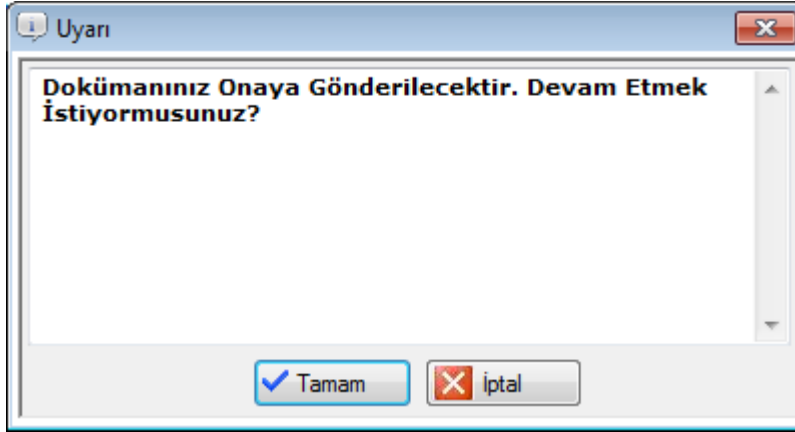 Uyarı
Dokümanınız Onaya Gönderilecektir. Devam Etmek
İstiyormusunuz?
Tamam
İptal